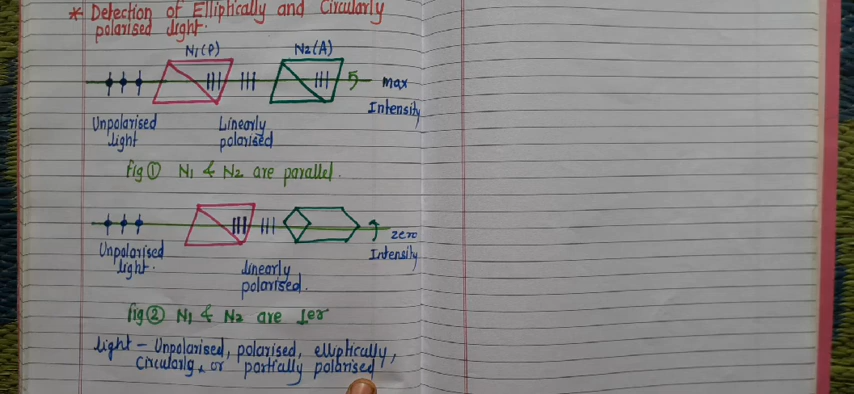 * Detection of Elliptically and Circularly
polarised light.
N1(P) N2(A)
max
Intensity
Unpolarised
light
Linearly
polarised
fig ① N1 & N2 are parallel.
zero
Intensity
Unpolarised
light.
linearly
polarised.
fig ② N1 & N2 are ⊥er
light - Unpolarised, polarised, elliptically,
Circularly, or partially polarised